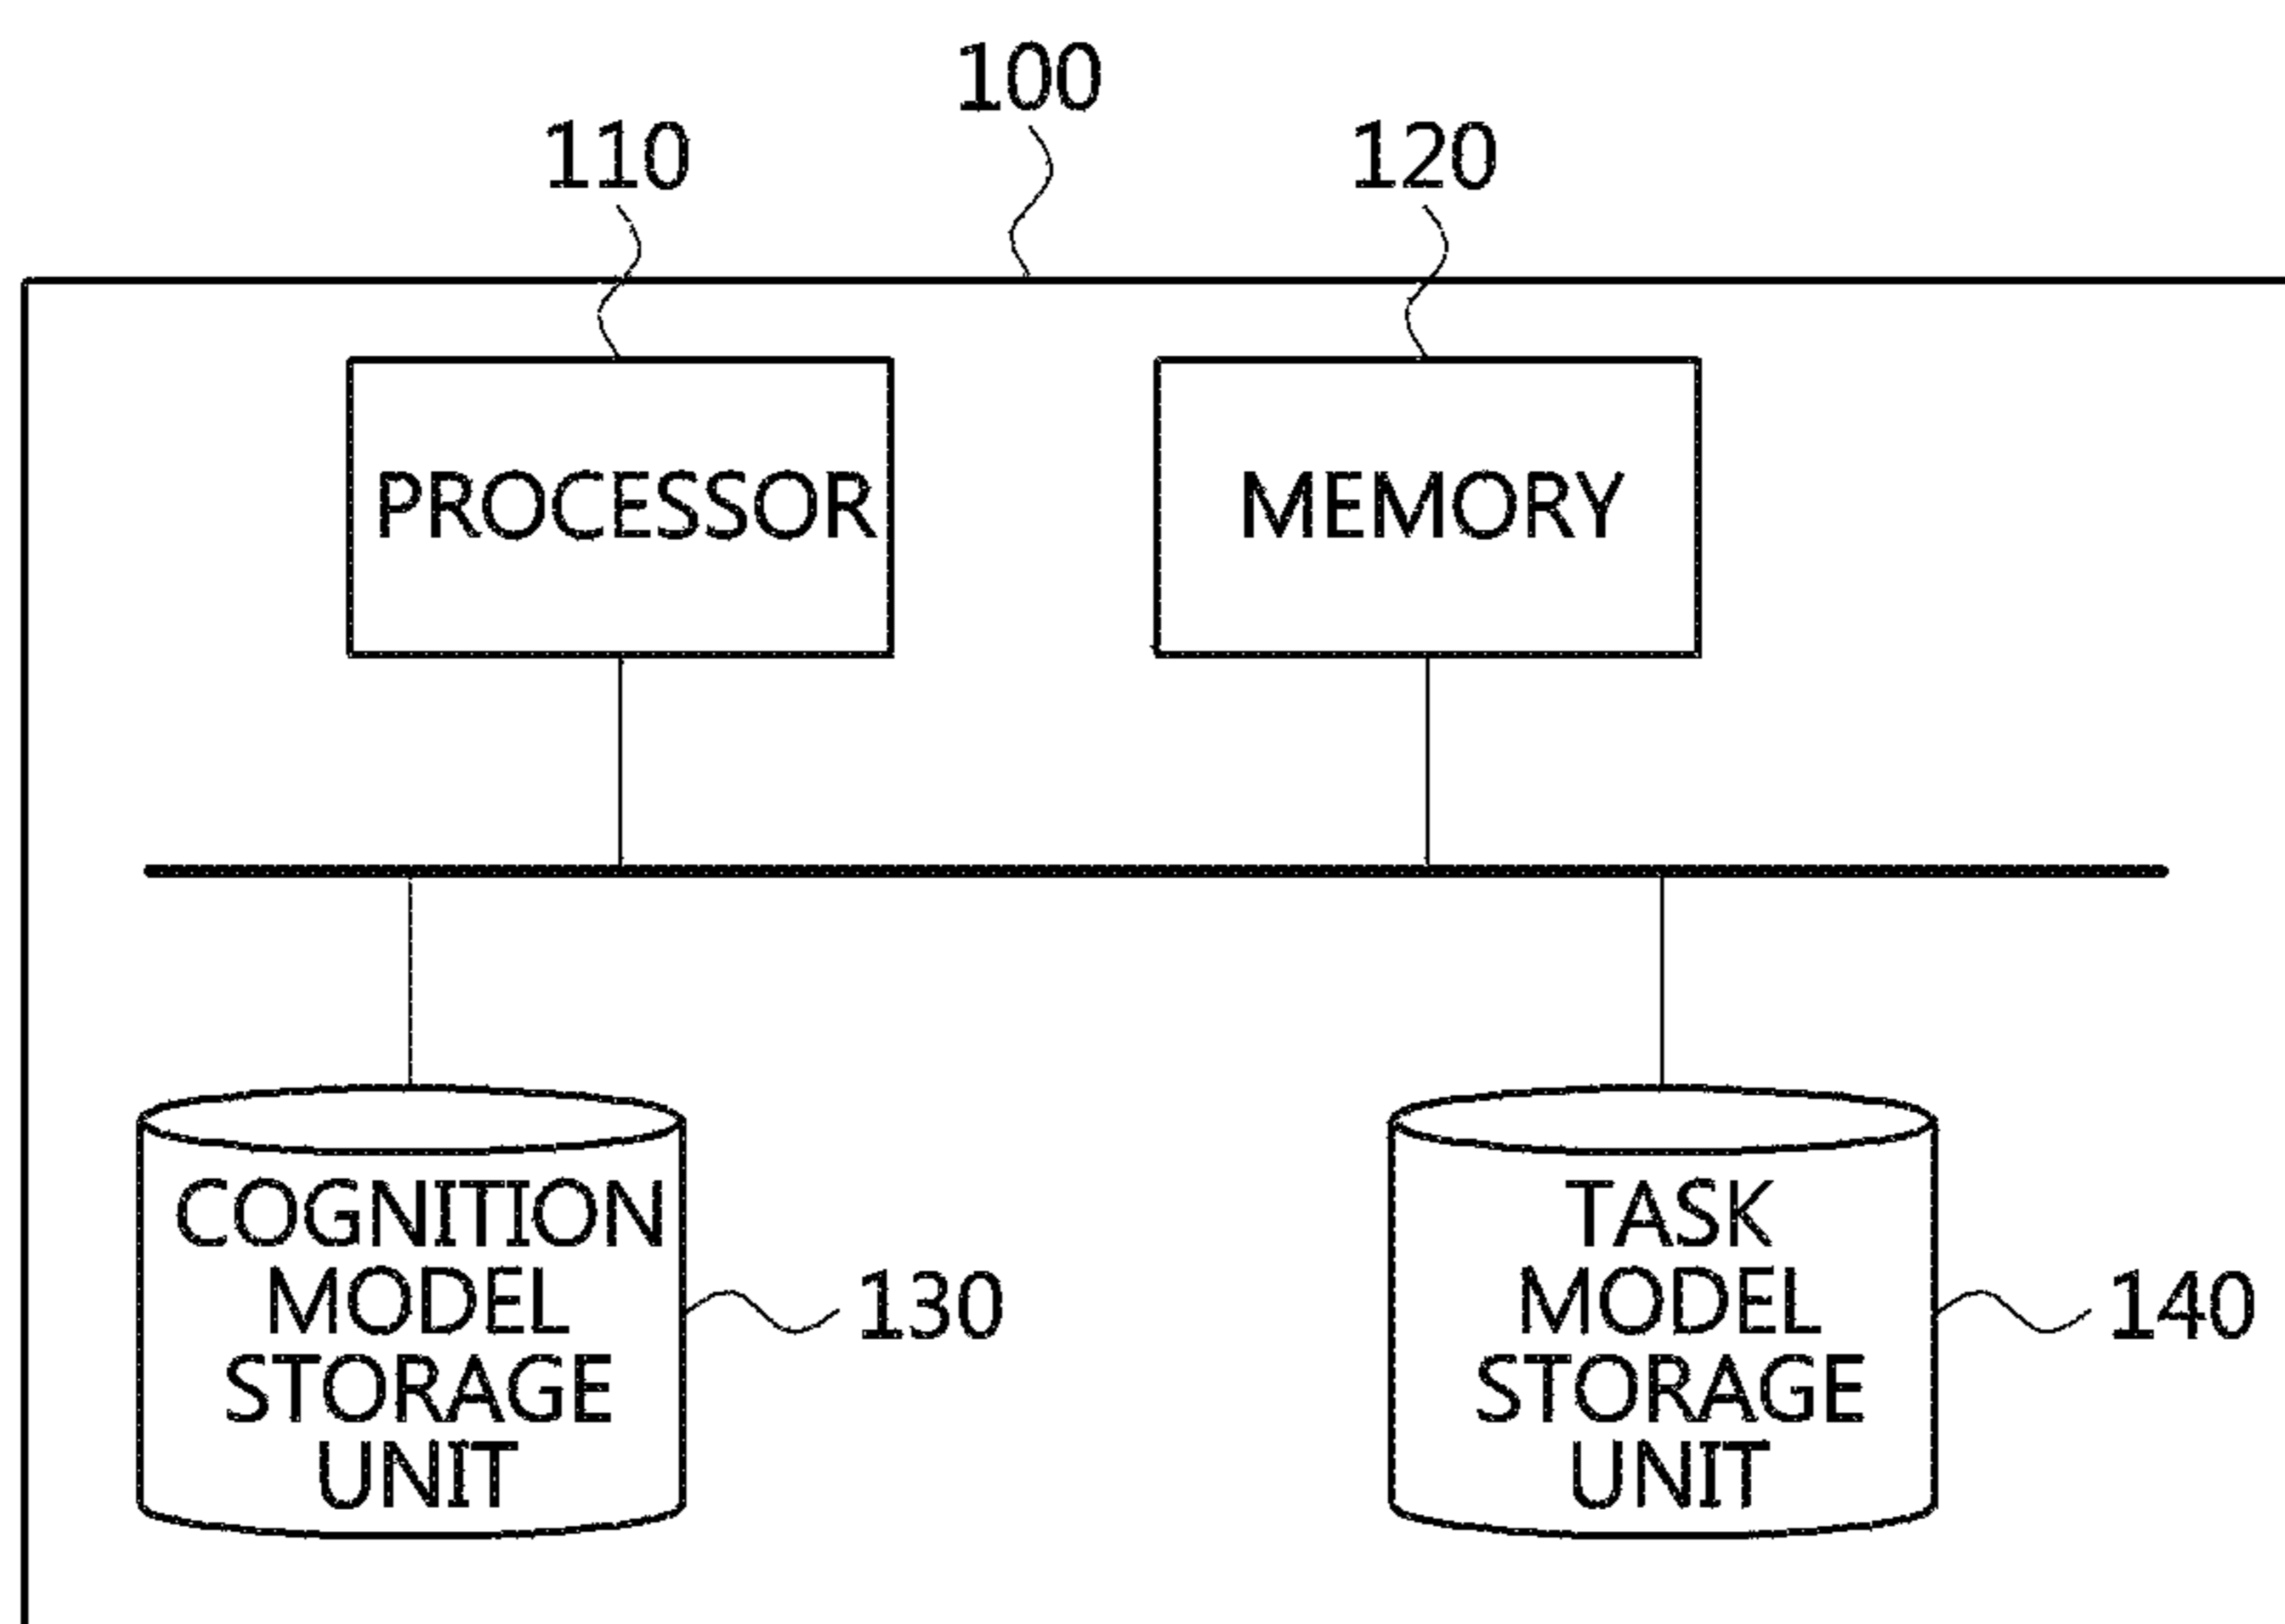 100
110
120
PROCESSOR
MEMORY
COGNITION
MODEL
STORAGE
UNIT
130
TASK
MODEL
STORAGE
UNIT
140